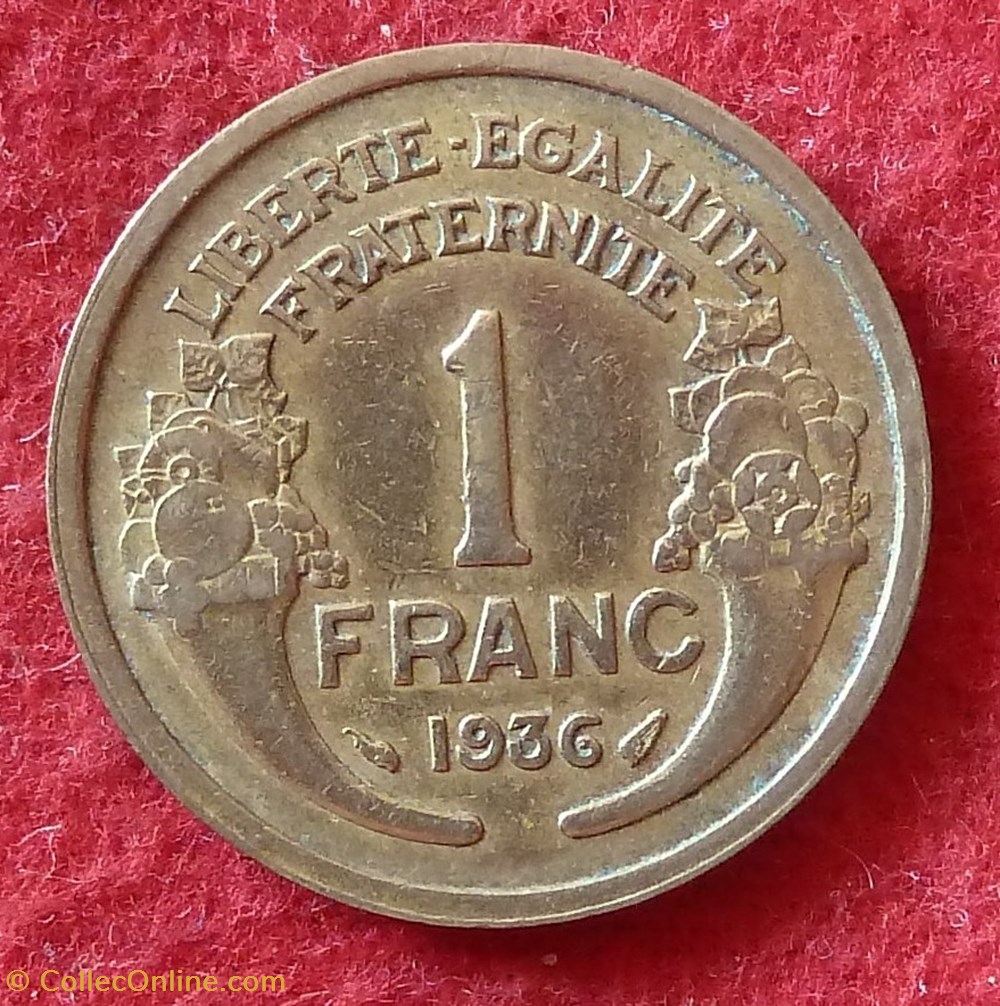 LIBERTE-EGALITE
FRATERNITE
1
FRANC
1936
© CollecOnline.com